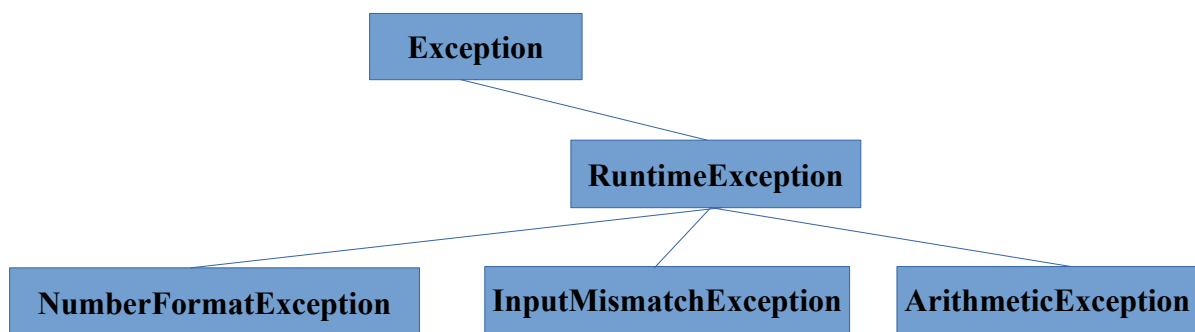 Exception
RuntimeException
NumberFormatException
InputMismatchException
ArithmeticException